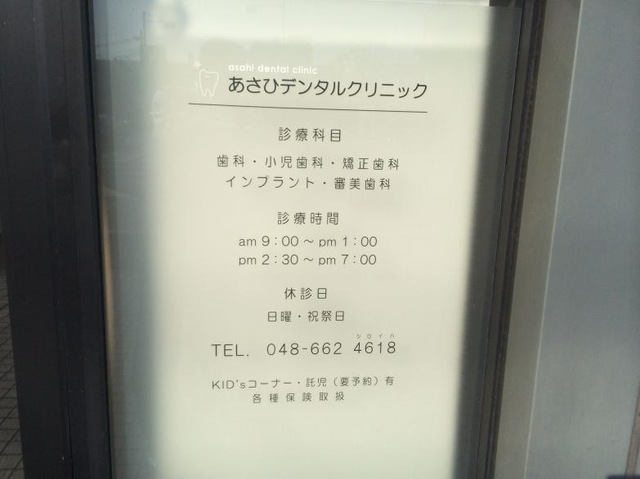 asahi dental clinic
あさひデンタルクリニック
診療科目
歯科・小児歯科・矯正歯科
インプラント・審美歯科
診療時間
am 9：00 ～ pm 1：00
pm 2：30 ～ pm 7：00
休診日
日曜・祝祭日
シロイハ
TEL. 048-662 4618
KID'sコーナー・託児（要予約）有
各種保険取扱